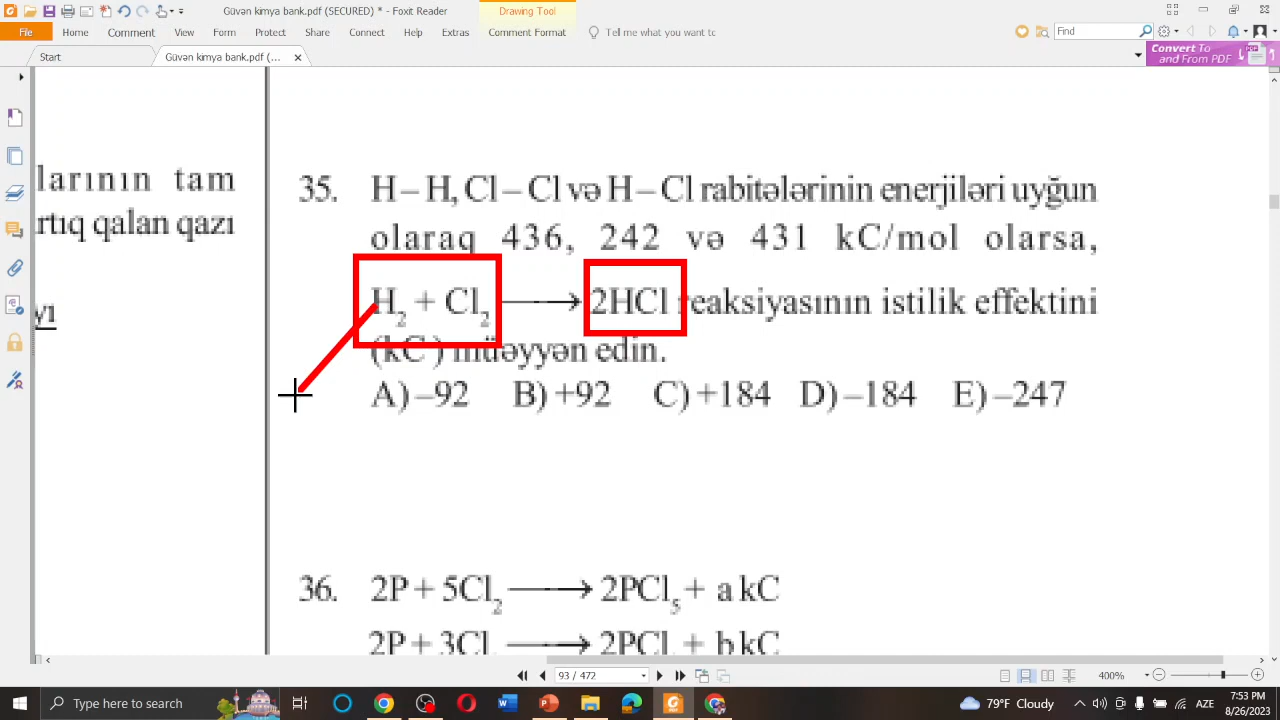 Güvən kimya bank.pdf (SECURED) * - Foxit Reader
Drawing Tool
File
Home
Comment
View
Form
Protect
Share
Connect
Help
Extras
Comment Format
Tell me what you want to
Find
Start
Güvən kimya bank.pdf (...
Convert To
and From PDF
larının tam
rtıq qalan qazı
35. H – H, Cl – Cl və H – Cl rabitələrinin enerjiləri uyğun
olaraq 436, 242 və 431 kC/mol olarsa,
H₂ + Cl₂ ⟶ 2HCl reaksiyasının istilik effektini
(kC ) müəyyən edin.
A) –92 B) +92 C) +184 D) –184 E) –247
36. 2P + 5Cl₂ ⟶ 2PCl₅ + a kC
2P + 3Cl ⟶ 2PCl + b kC
93 / 472
400%
Type here to search
79°F Cloudy
AZE
7:53 PM
8/26/2023